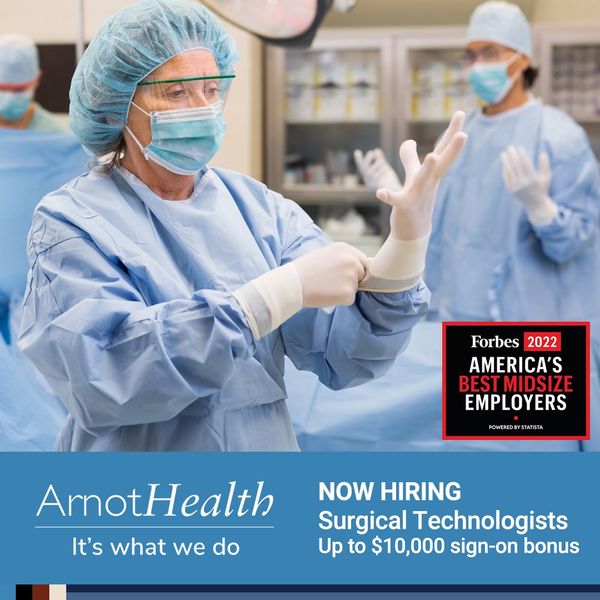 Forbes 2022
AMERICA'S
BEST MIDSIZE
EMPLOYERS
POWERED BY STATISTA
ArnotHealth
It's what we do
NOW HIRING
Surgical Technologists
Up to $10,000 sign-on bonus